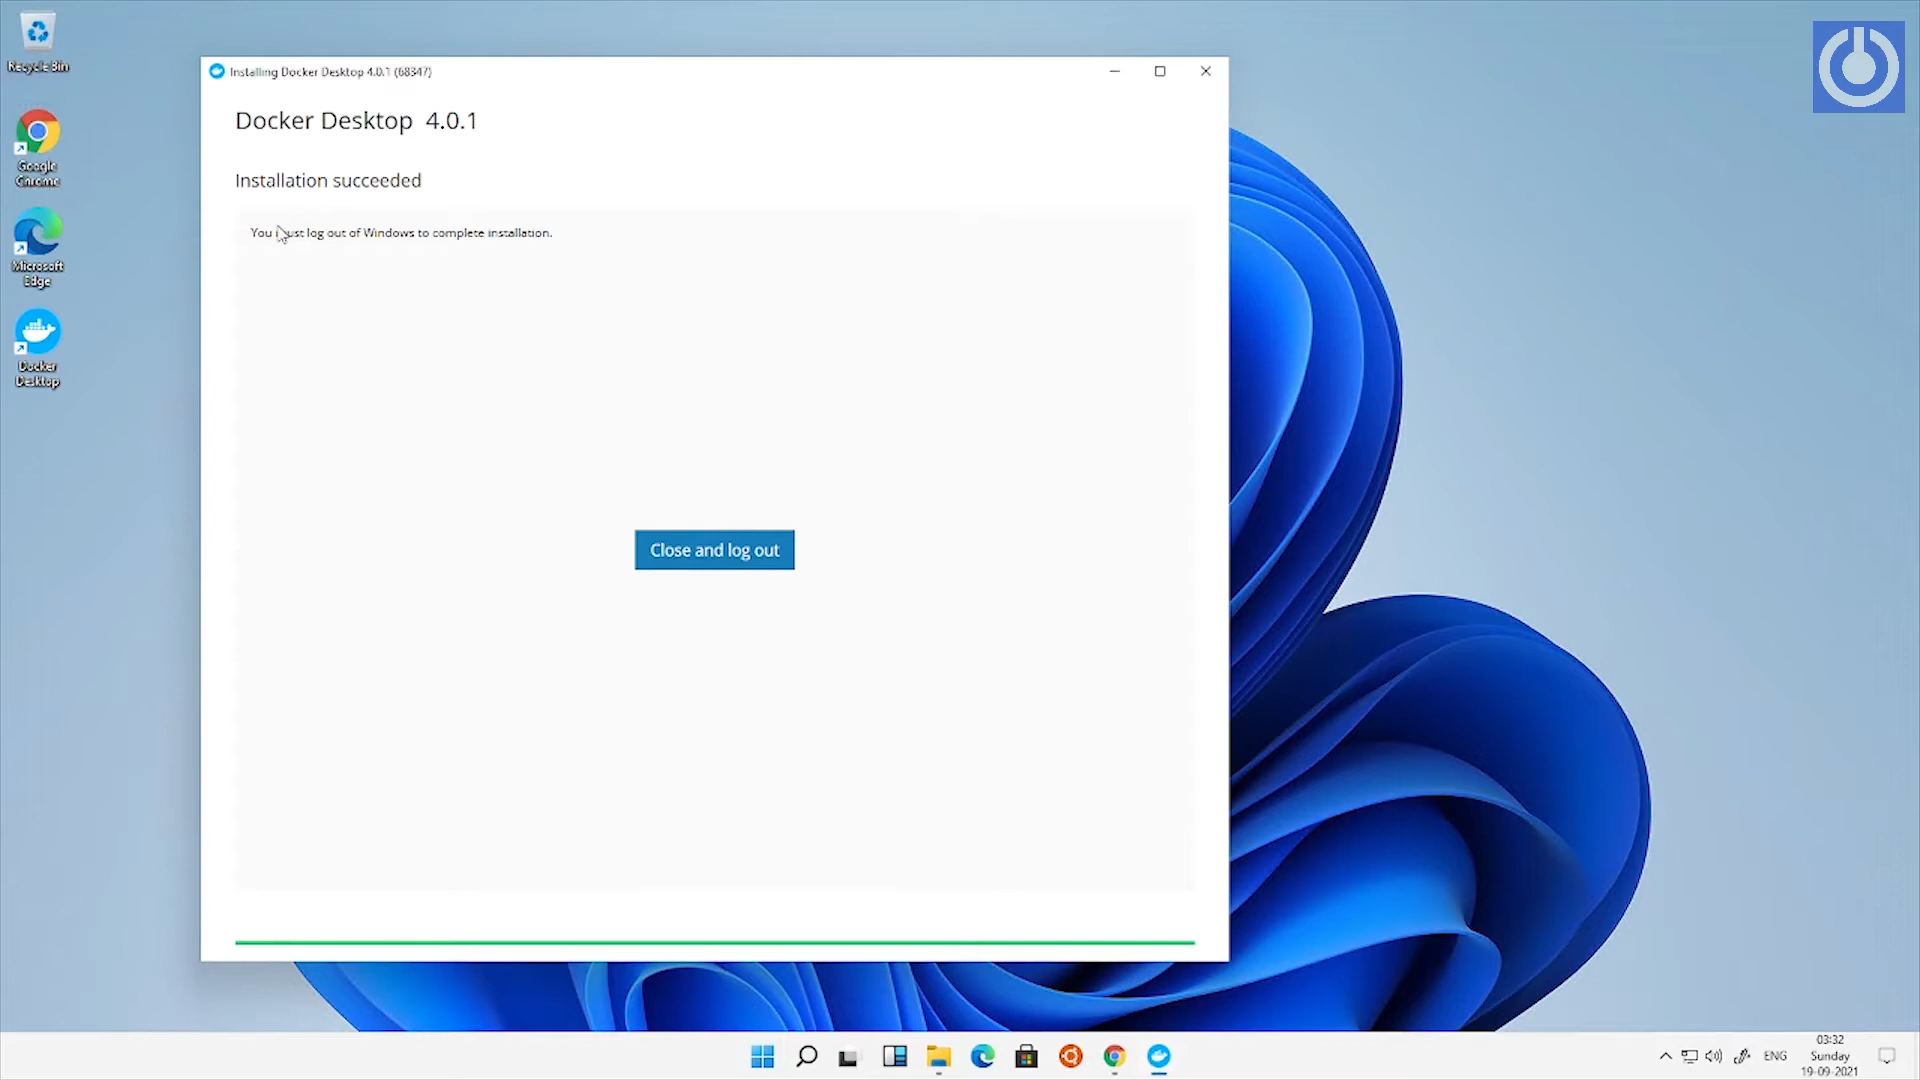 Recycle Bin
Google
Chrome
Microsoft
Edge
Docker
Desktop
Installing Docker Desktop 4.0.1 (68347)
Docker Desktop 4.0.1
Installation succeeded
You must log out of Windows to complete installation.
Close and log out
ENG
03:32
Sunday
19-09-2021